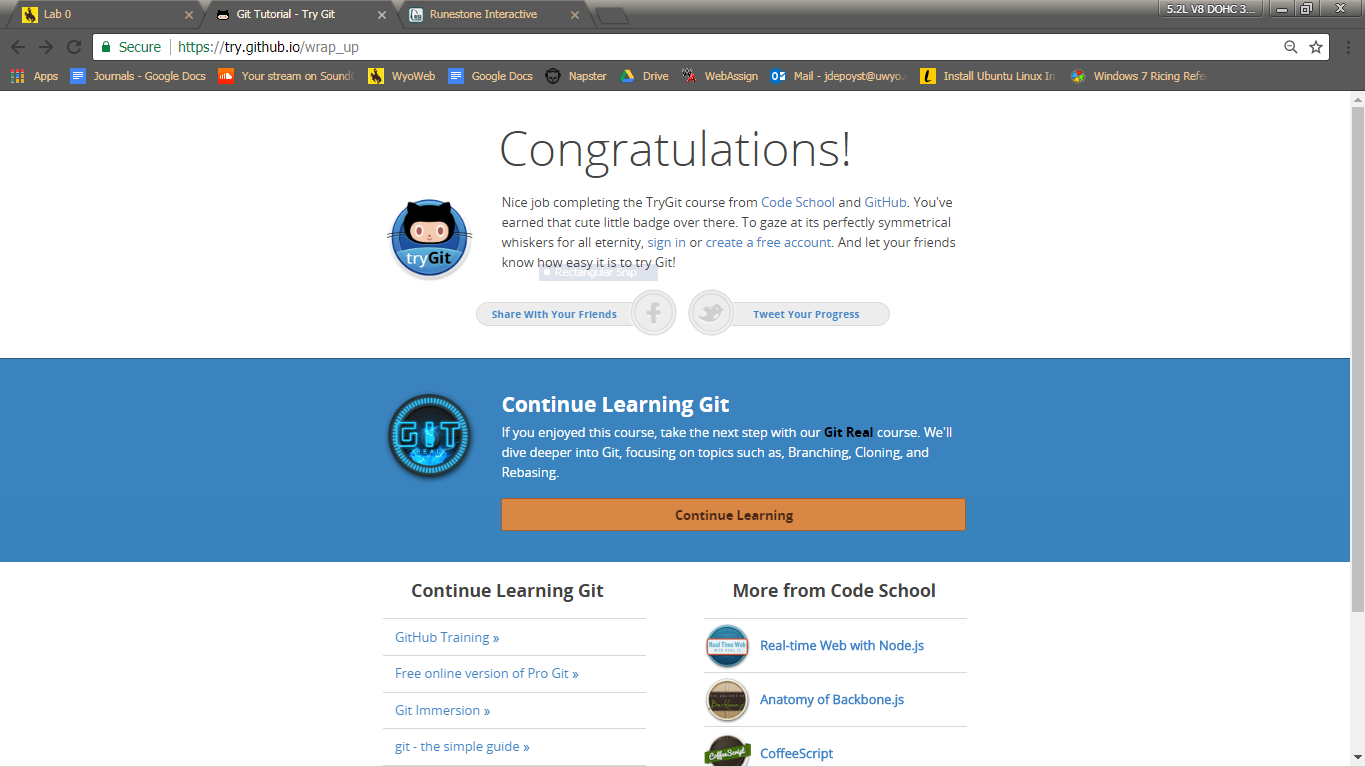 Lab 0
Git Tutorial - Try Git
Runestone Interactive
5.2L V8 DOHC 3...
Secure
https://try.github.io/wrap_up
Apps
Journals - Google Docs
Your stream on Sound
WyoWeb
Google Docs
Napster
Drive
WebAssign
Mail - jdepoyst@uwyo.
Install Ubuntu Linux In
Windows 7 Ricing Refe
Congratulations!
Nice job completing the TryGit course from Code School and GitHub. You've
earned that cute little badge over there. To gaze at its perfectly symmetrical
whiskers for all eternity, sign in or create a free account. And let your friends
know how easy it is to try Git!
tryGit
Rectangular Snip
Share With Your Friends
Tweet Your Progress
GIT
REAL
Continue Learning Git
If you enjoyed this course, take the next step with our Git Real course. We'll
dive deeper into Git, focusing on topics such as, Branching, Cloning, and
Rebasing.
Continue Learning
Continue Learning Git
GitHub Training »
Free online version of Pro Git »
Git Immersion »
git - the simple guide »
More from Code School
Real Time Web
Real-time Web with Node.js
Anatomy of Backbone.js
CoffeeScript
CoffeeScript